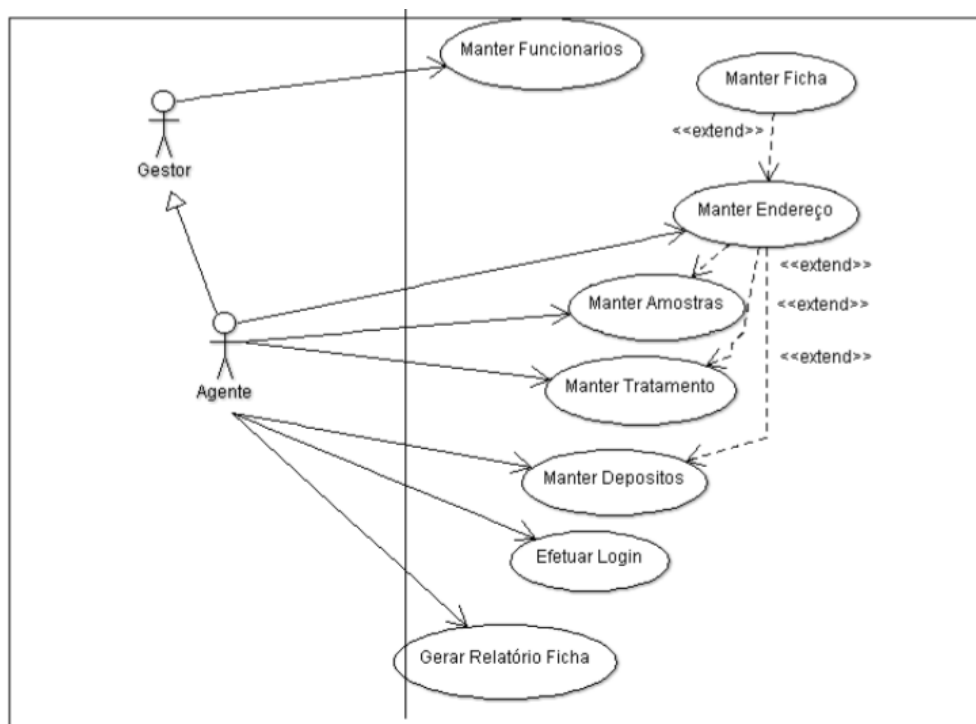 Manter Funcionarios
Manter Ficha
<<extend>>
Gestor
Manter Endereço
<<extend>>
Manter Amostras
<<extend>>
<<extend>>
Manter Tratamento
Agente
Manter Depositos
Efetuar Login
Gerar Relatório Ficha